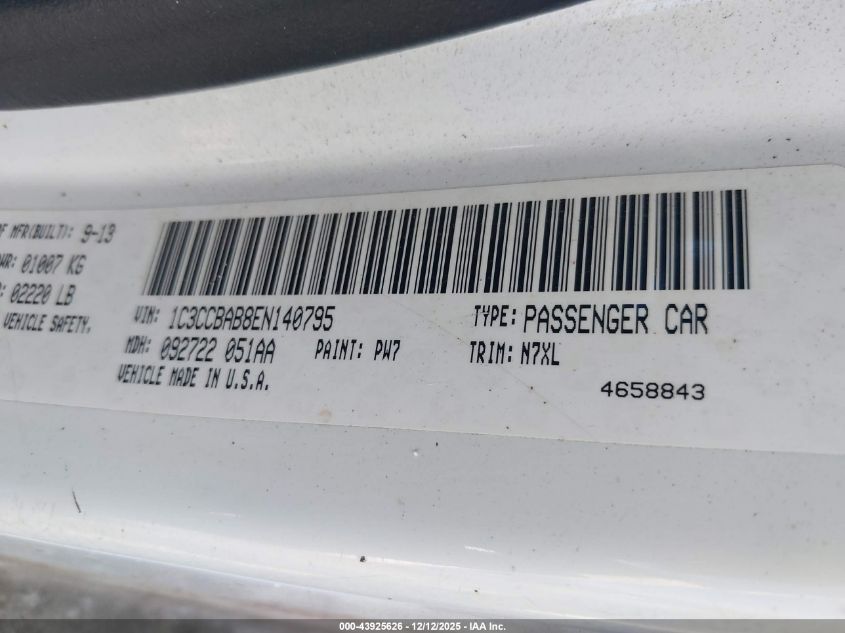 MFR(BUILT): 9-13
01007 KG
02220 LB
VEHICLE SAFETY,
VIN: 1C3CCBAB8EN140795
TYPE: PASSENGER CAR
MDH: 092722 051AA
PAINT: PW7
TRIM: N7XL
VEHICLE MADE IN U.S.A.
4658843
000-43925626 - 12/12/2025 - IAA Inc.